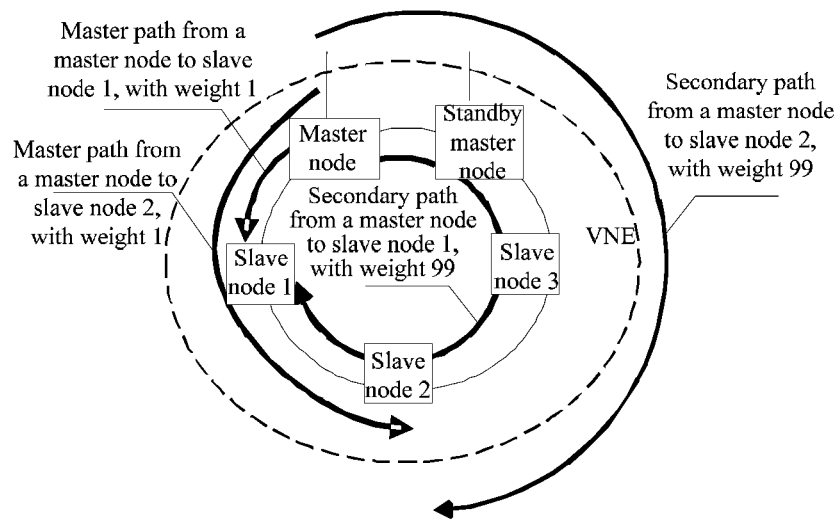 Master path from a
master node to slave
node 1, with weight 1
Master path from
a master node to
slave node 2,
with weight 1
Master
node
Standby
master
node
Secondary path
from a master node
to slave node 2,
with weight 99
Secondary path
from a master node
to slave node 1,
with weight 99
VNE
Slave
node 1
Slave
node 3
Slave
node 2